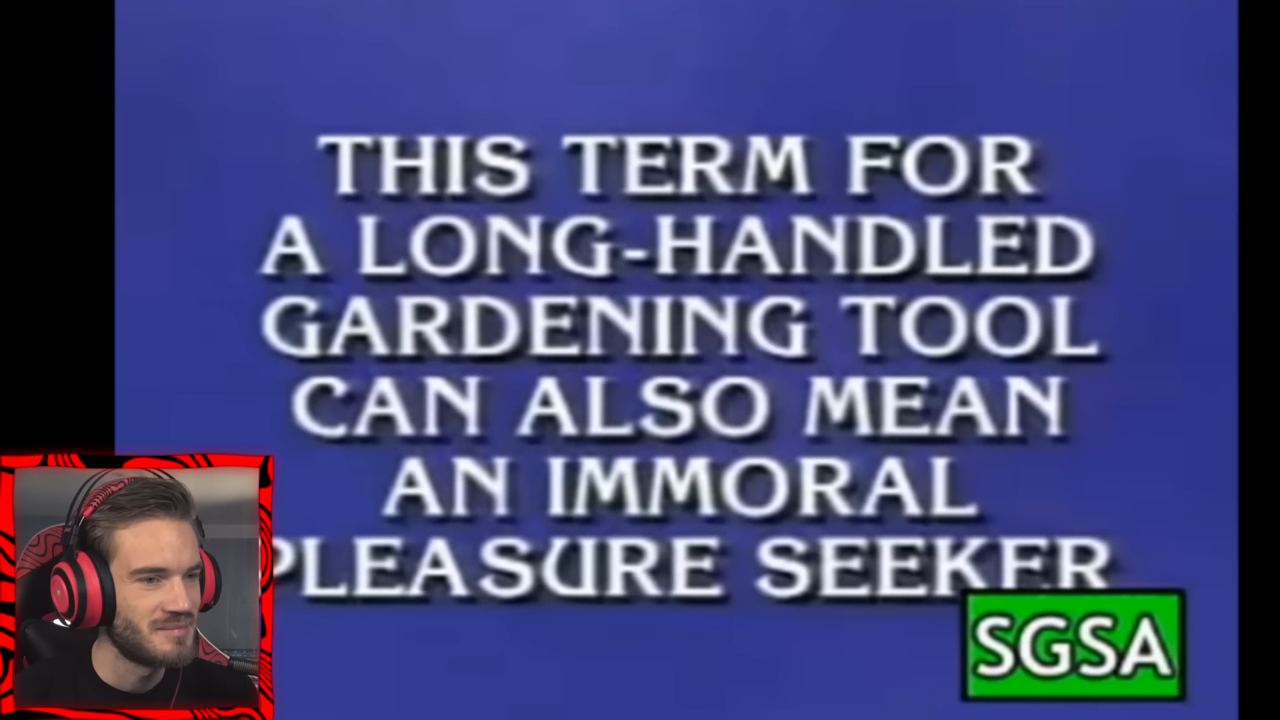 THIS TERM FOR
A LONG-HANDLED
GARDENING TOOL
CAN ALSO MEAN
AN IMMORAL
PLEASURE SEEKER
SGSA